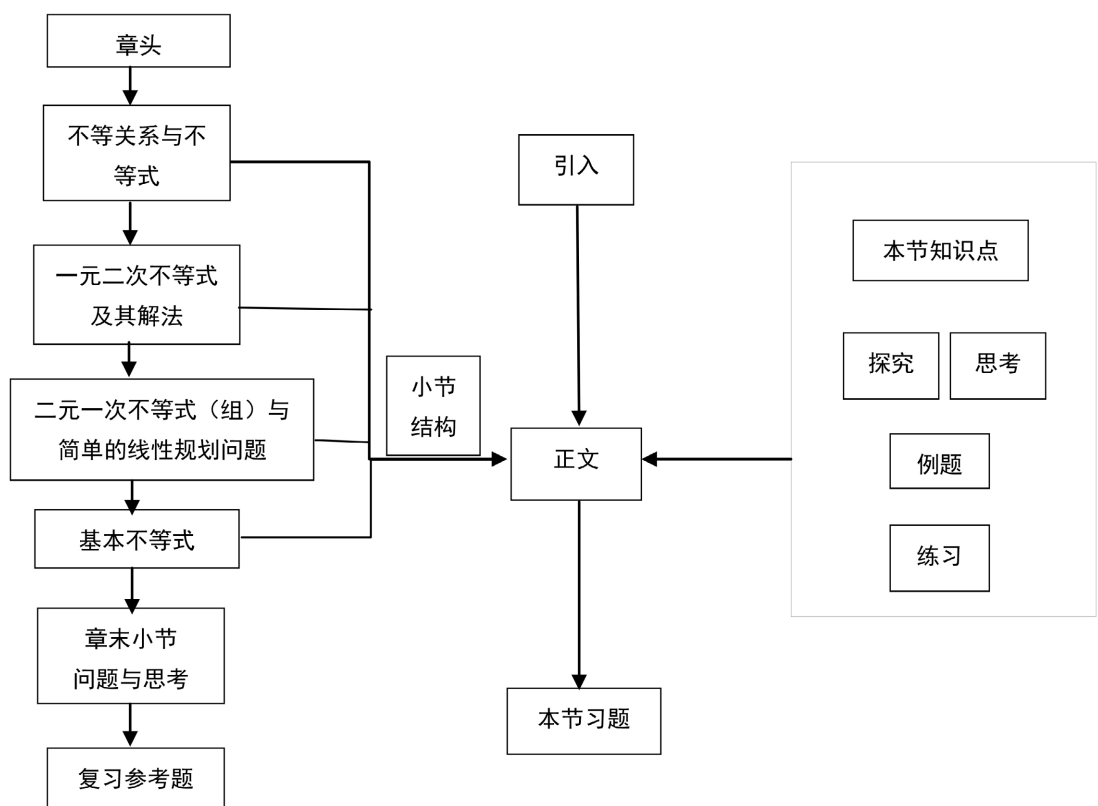 章头
不等关系与不
等式
一元二次不等式
及其解法
二元一次不等式（组）与
简单的线性规划问题
基本不等式
章末小节
问题与思考
复习参考题
小节
结构
引入
正文
本节习题
本节知识点
探究
思考
例题
练习